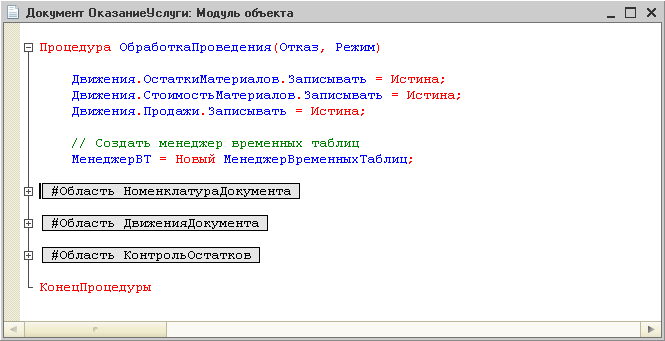 Документ ОказаниеУслуги: Модуль объекта
Процедура ОбработкаПроведения(Отказ, Режим)
Движения.ОстаткиМатериалов.Записывать = Истина;
Движения.СтоимостьМатериалов.Записывать = Истина;
Движения.Продажи.Записывать = Истина;
// Создать менеджер временных таблиц
МенеджерВТ = Новый МенеджерВременныхТаблиц;
#Область НоменклатураДокумента
#Область ДвиженияДокумента
#Область КонтрольОстатков
КонецПроцедуры